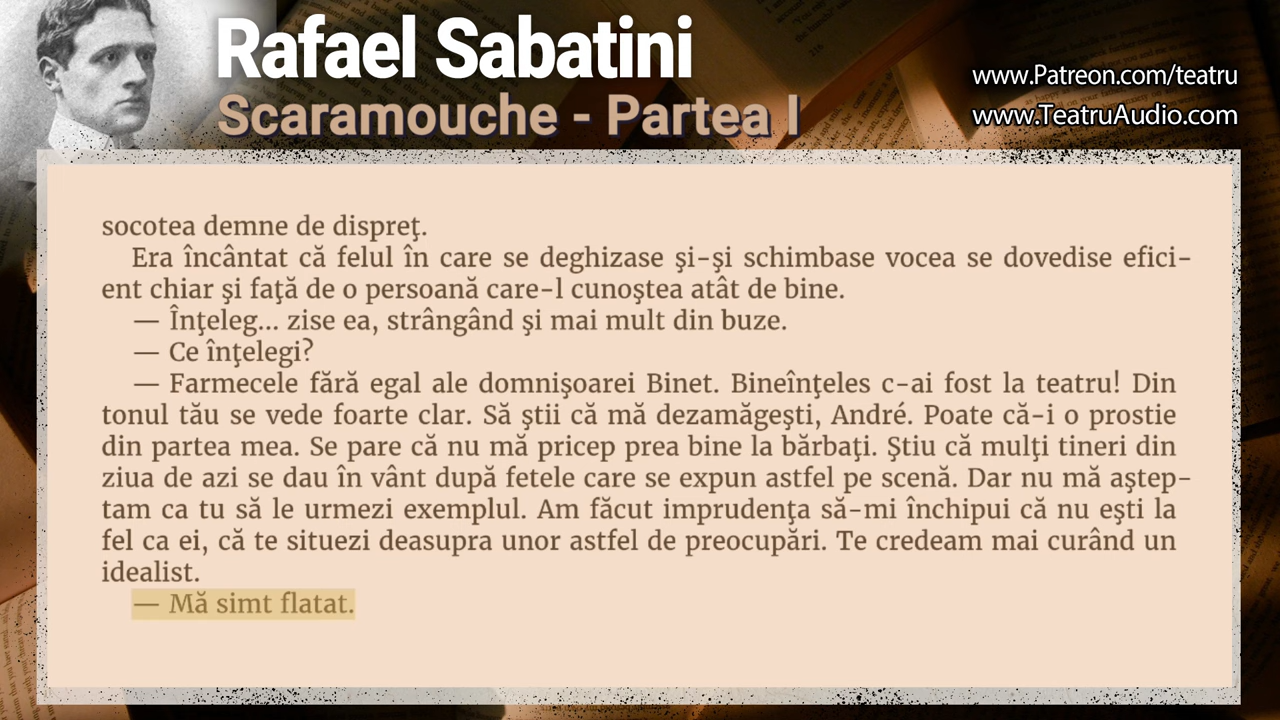 Rafael Sabatini
Scaramouche - Partea I
www.Patreon.com/teatru
www.TeatruAudio.com
socotea demne de dispreţ.
Era încântat că felul în care se deghizase şi-şi schimbase vocea se dovedise efici-
ent chiar şi faţă de o persoană care-l cunoştea atât de bine.
— Înţeleg... zise ea, strângând şi mai mult din buze.
— Ce înţelegi?
— Farmecele fără egal ale domnişoarei Binet. Bineînţeles c-ai fost la teatru! Din
tonul tău se vede foarte clar. Să ştii că mă dezamăgeşti, André. Poate că-i o prostie
din partea mea. Se pare că nu mă pricep prea bine la bărbaţi. Ştiu că mulţi tineri din
ziua de azi se dau în vânt după fetele care se expun astfel pe scenă. Dar nu mă aştep-
tam ca tu să le urmezi exemplul. Am făcut imprudenţa să-mi închipui că nu eşti la
fel ca ei, că te situezi deasupra unor astfel de preocupări. Te credeam mai curând un
idealist.
— Mă simt flatat.